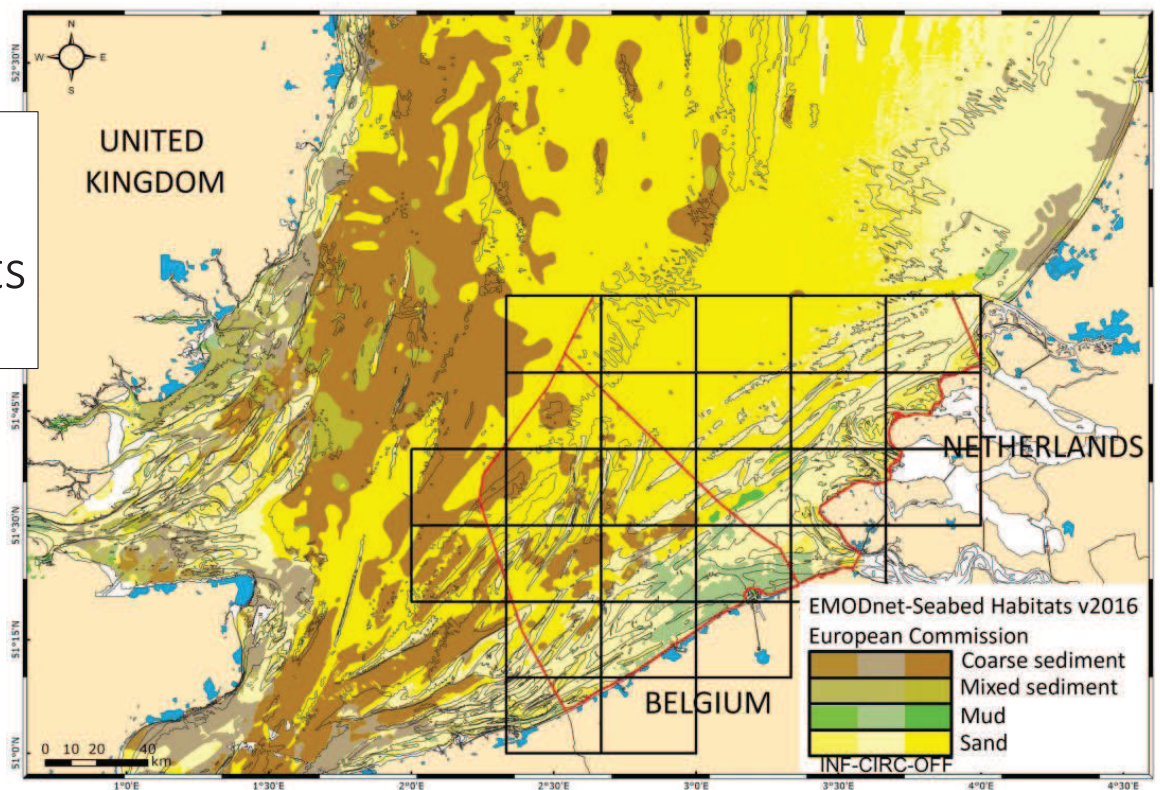 N
W
E
S
UNITED
KINGDOM
ts
NETHERLANDS
BELGIUM
EMODnet-Seabed Habitats v2016
European Commission
Coarse sediment
Mixed sediment
Mud
Sand
INF-CIRC-OFF
0 10 20 40
km
52°30'N
51°45'N
51°30'N
51°15'N
51°0'N
1°0'E
1°30'E
2°0'E
2°30'E
3°0'E
3°30'E
4°0'E
4°30'E